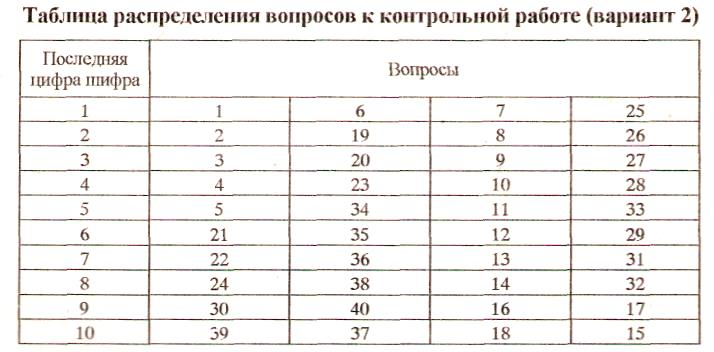 Таблица распределения вопросов к контрольной работе (вариант 2)
Последняя цифра шифра Вопросы
1 1 6 7 25
2 2 19 8 26
3 3 20 9 27
4 4 23 10 28
5 5 34 11 33
6 21 35 12 29
7 22 36 13 31
8 24 38 14 32
9 30 40 16 17
10 39 37 18 15